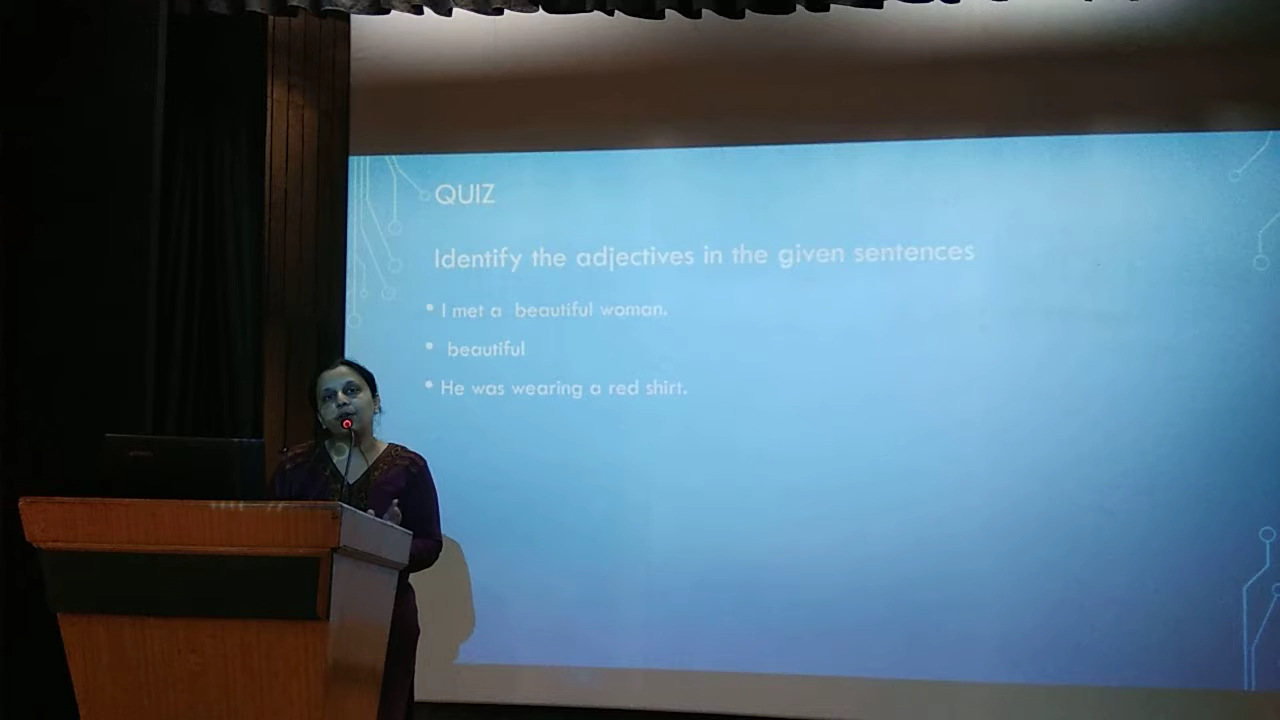 QUIZ
Identify the adjectives in the given sentences
• I met a beautiful woman.
• beautiful
• He was wearing a red shirt.